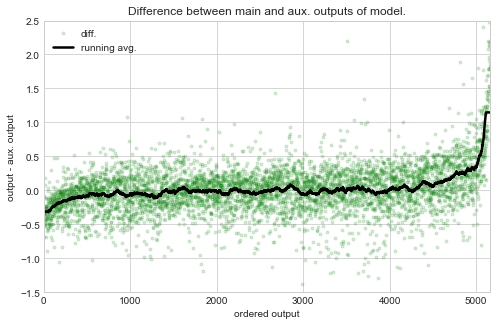 Difference between main and aux. outputs of model.
diff.
running avg.
output - aux. output
2.5
2.0
1.5
1.0
0.5
0.0
−0.5
−1.0
−1.5
0 1000 2000 3000 4000 5000
ordered output